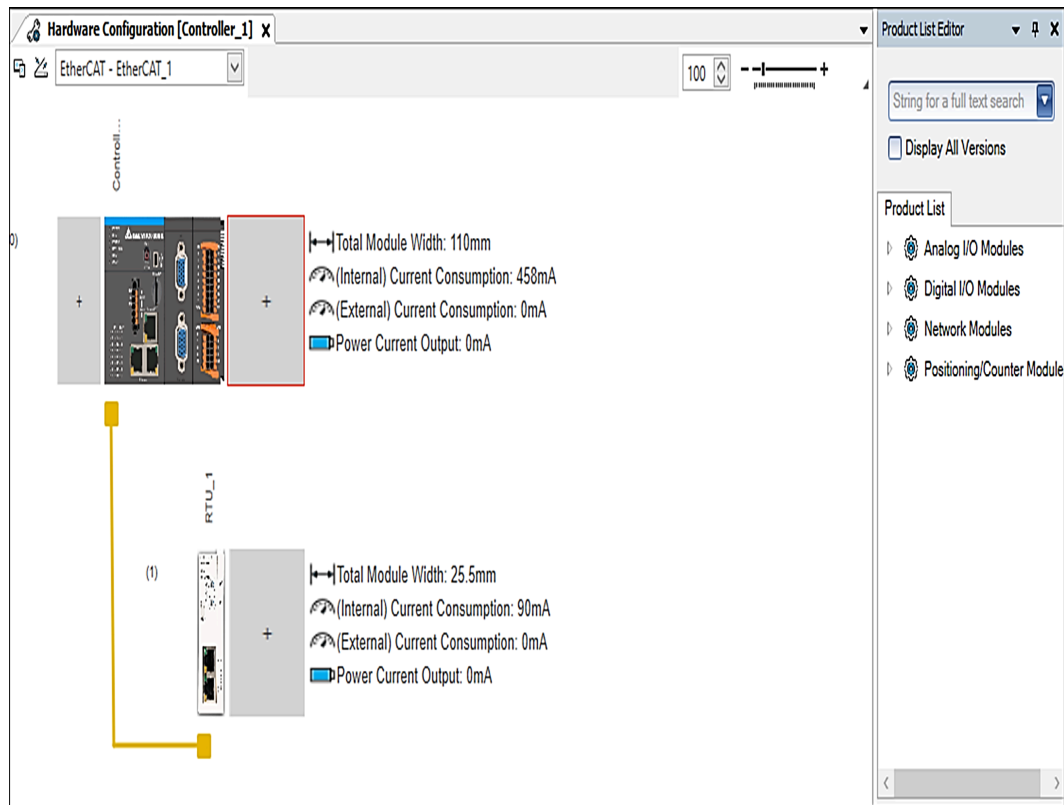 Hardware Configuration [Controller_1] X
EtherCAT - EtherCAT_1
100
- +
Controll...
0)
+
+
Total Module Width: 110mm
(Internal) Current Consumption: 458mA
(External) Current Consumption: 0mA
Power Current Output: 0mA
RTU_1
(1)
+
Total Module Width: 25.5mm
(Internal) Current Consumption: 90mA
(External) Current Consumption: 0mA
Power Current Output: 0mA
Product List Editor
String for a full text search
Display All Versions
Product List
Analog I/O Modules
Digital I/O Modules
Network Modules
Positioning/Counter Module